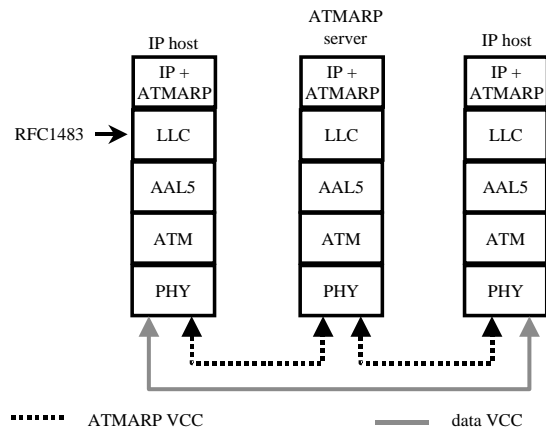 IP host
ATMARP
server
IP host
IP +
ATMARP
IP +
ATMARP
IP +
ATMARP
RFC1483
LLC
LLC
LLC
AAL5
AAL5
AAL5
ATM
ATM
ATM
PHY
PHY
PHY
ATMARP VCC
data VCC